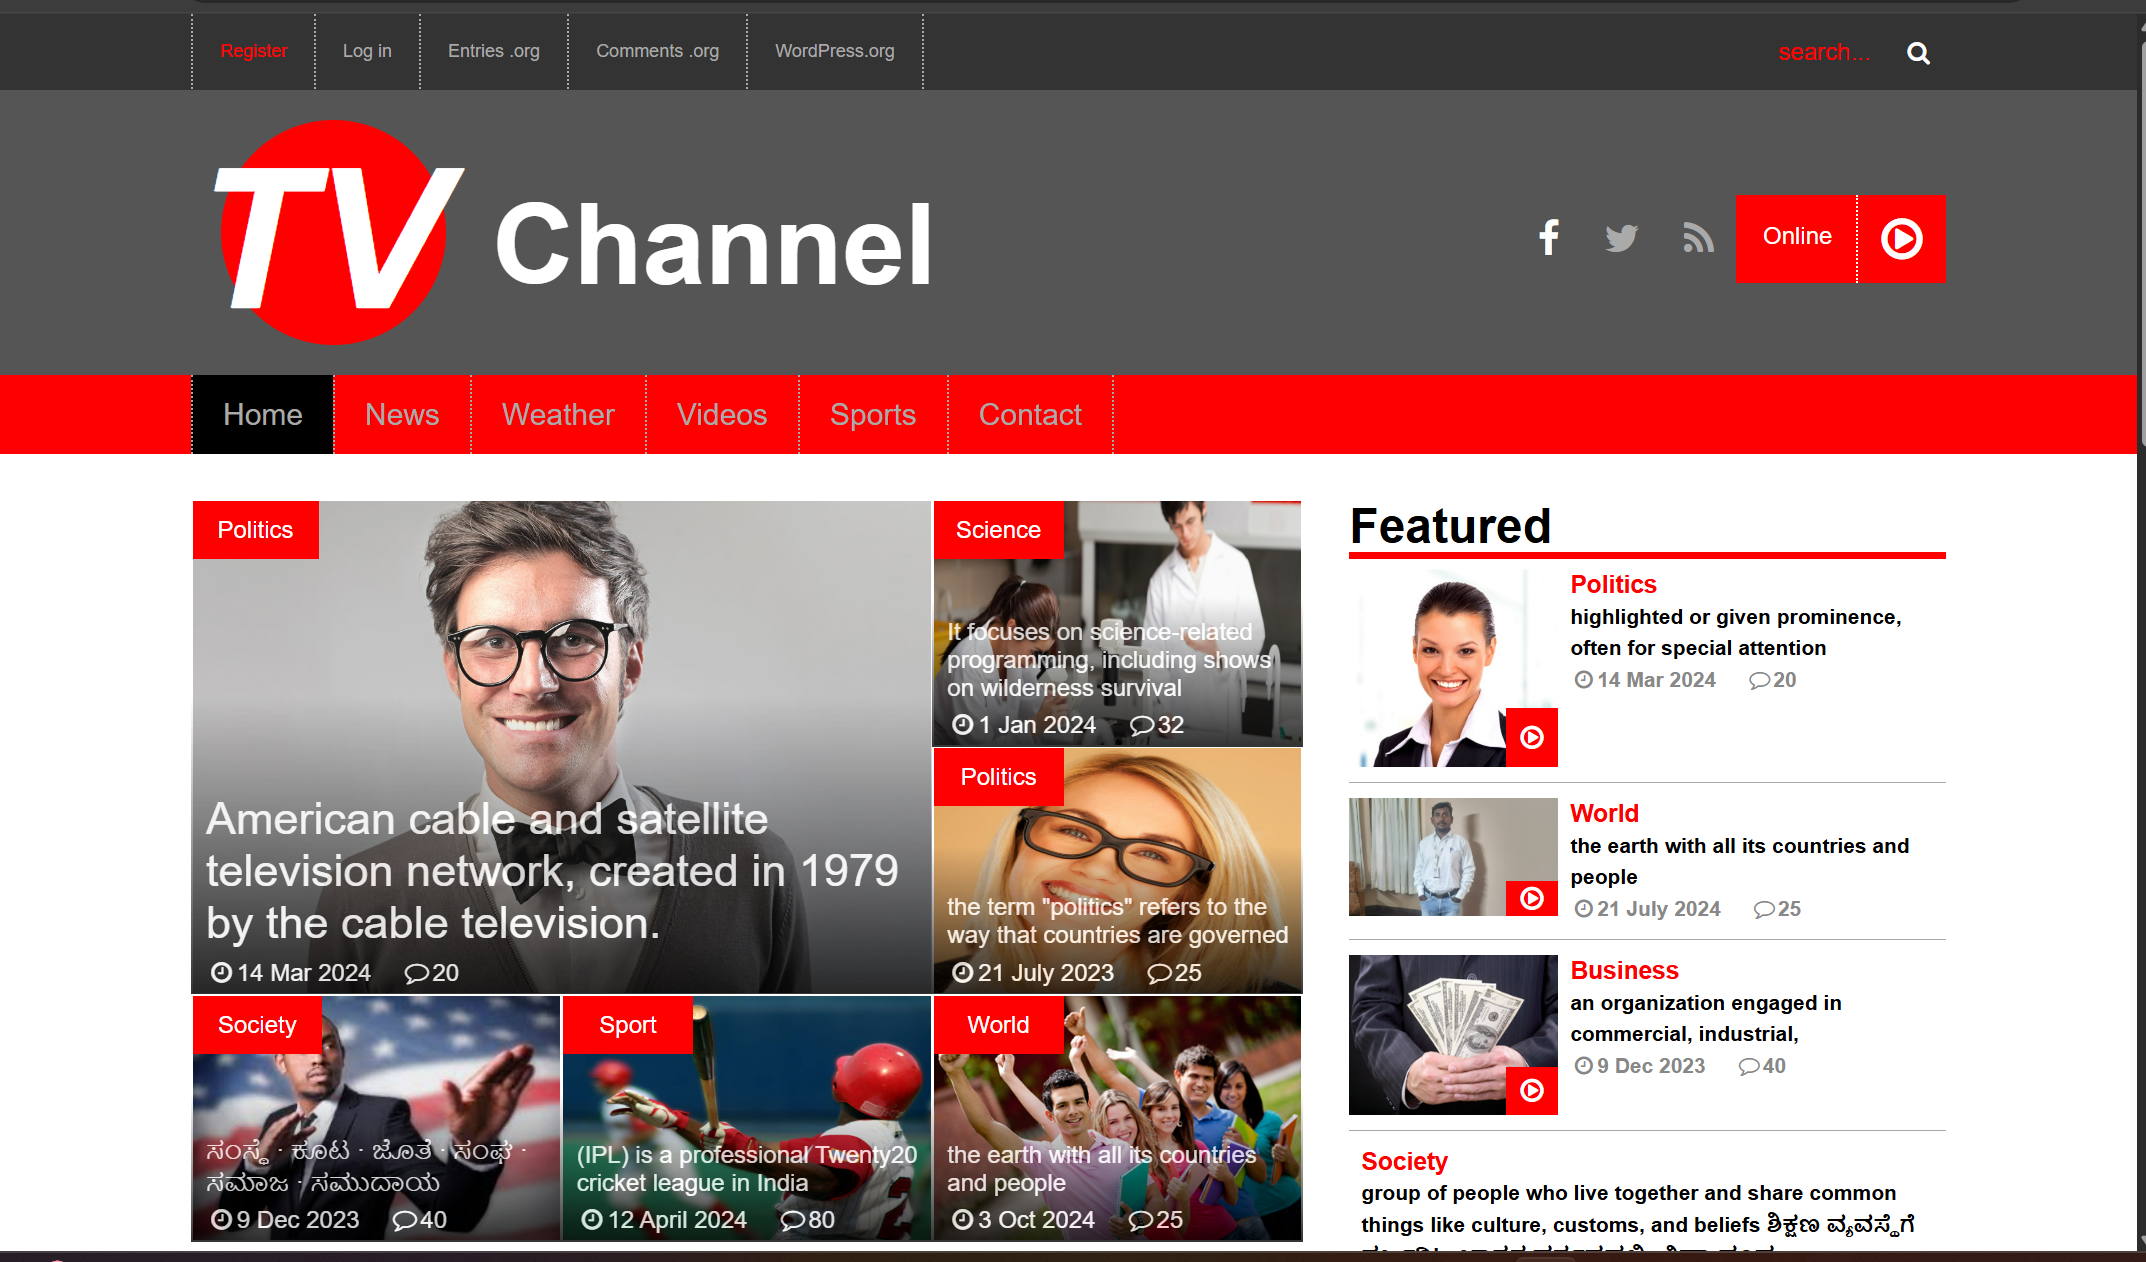 Register
Log in
Entries .org
Comments .org
WordPress.org
search...
TV Channel
Online
Home
News
Weather
Videos
Sports
Contact
Politics
American cable and satellite
television network, created in 1979
by the cable television.
14 Mar 2024 20
Science
It focuses on science-related
programming, including shows
on wilderness survival
1 Jan 2024 32
Politics
the term "politics" refers to the
way that countries are governed
21 July 2023 25
Society
ಸಂಸ್ಥೆ · ಕೂಟ · ಜೊತೆ · ಸಂಘ ·
ಸಮಾಜ · ಸಮುದಾಯ
9 Dec 2023 40
Sport
(IPL) is a professional Twenty20
cricket league in India
12 April 2024 80
World
the earth with all its countries
and people
3 Oct 2024 25
Featured
Politics
highlighted or given prominence,
often for special attention
14 Mar 2024 20
World
the earth with all its countries and
people
21 July 2024 25
Business
an organization engaged in
commercial, industrial,
9 Dec 2023 40
Society
group of people who live together and share common
things like culture, customs, and beliefs ಶಿಕ್ಷಣ ವ್ಯವಸ್ಥೆಗೆ